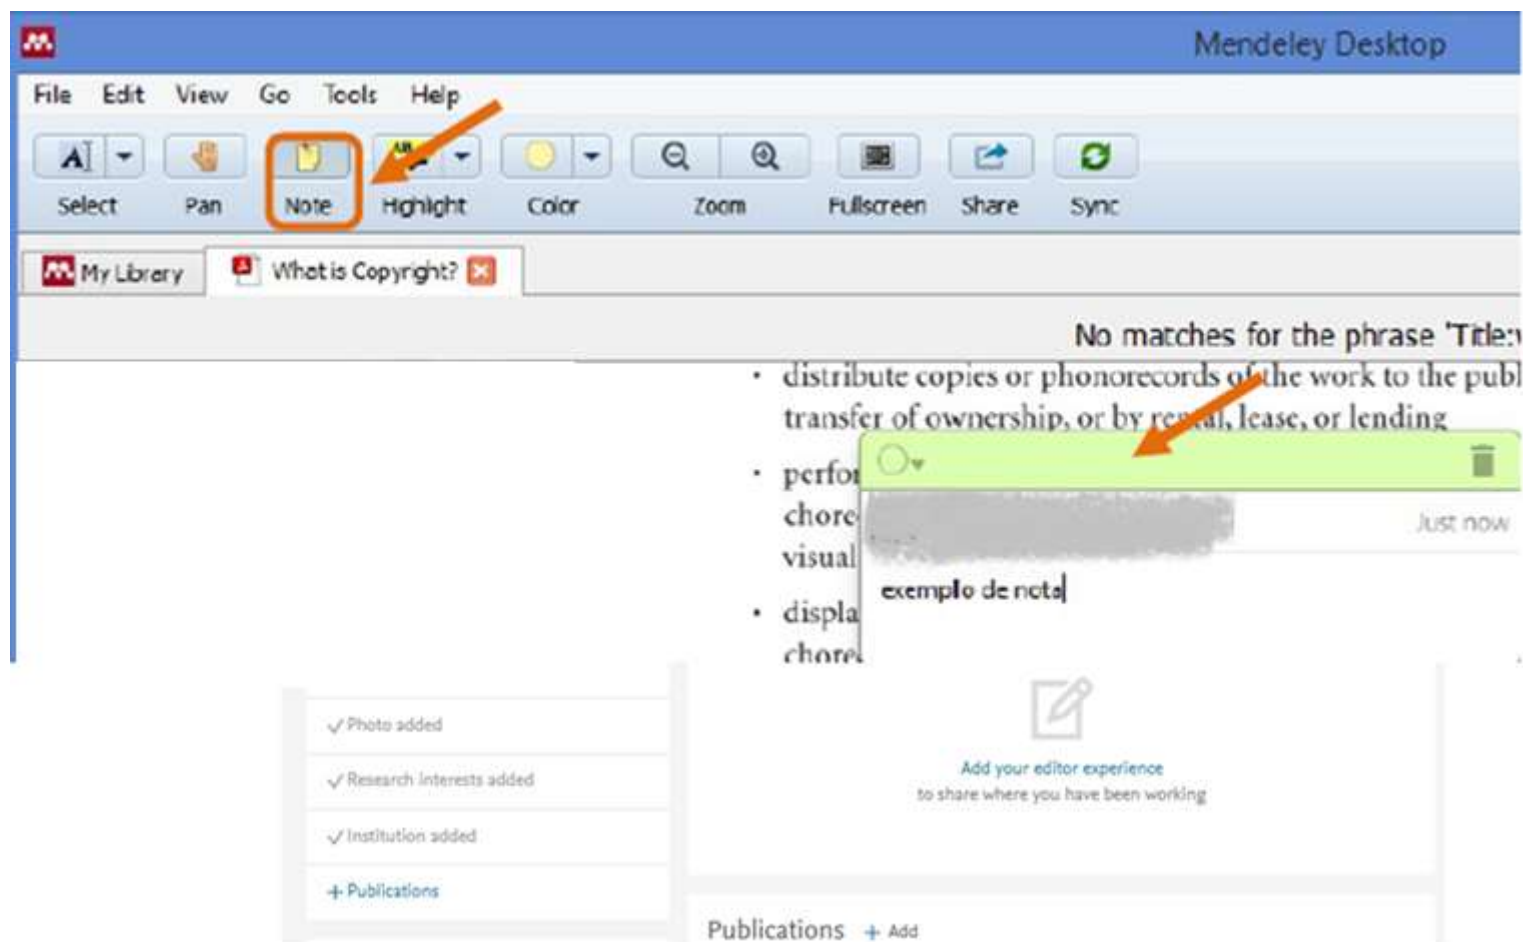 Mendeley Desktop
File Edit View Go Tools Help
Select Pan Note Highlight Color Zoom Fullscreen Share Sync
My Library What is Copyright?
No matches for the phrase 'Title:
• distribute copies or phonorecords of the work to the publ
transfer of ownership, or by rental, lease, or lending
• perfor
chore
Just now
visual
exemplo de nota
• displa
chore
Photo added
Research interests added
Institution added
+ Publications
Add your editor experience
to share where you have been working
Publications + Add